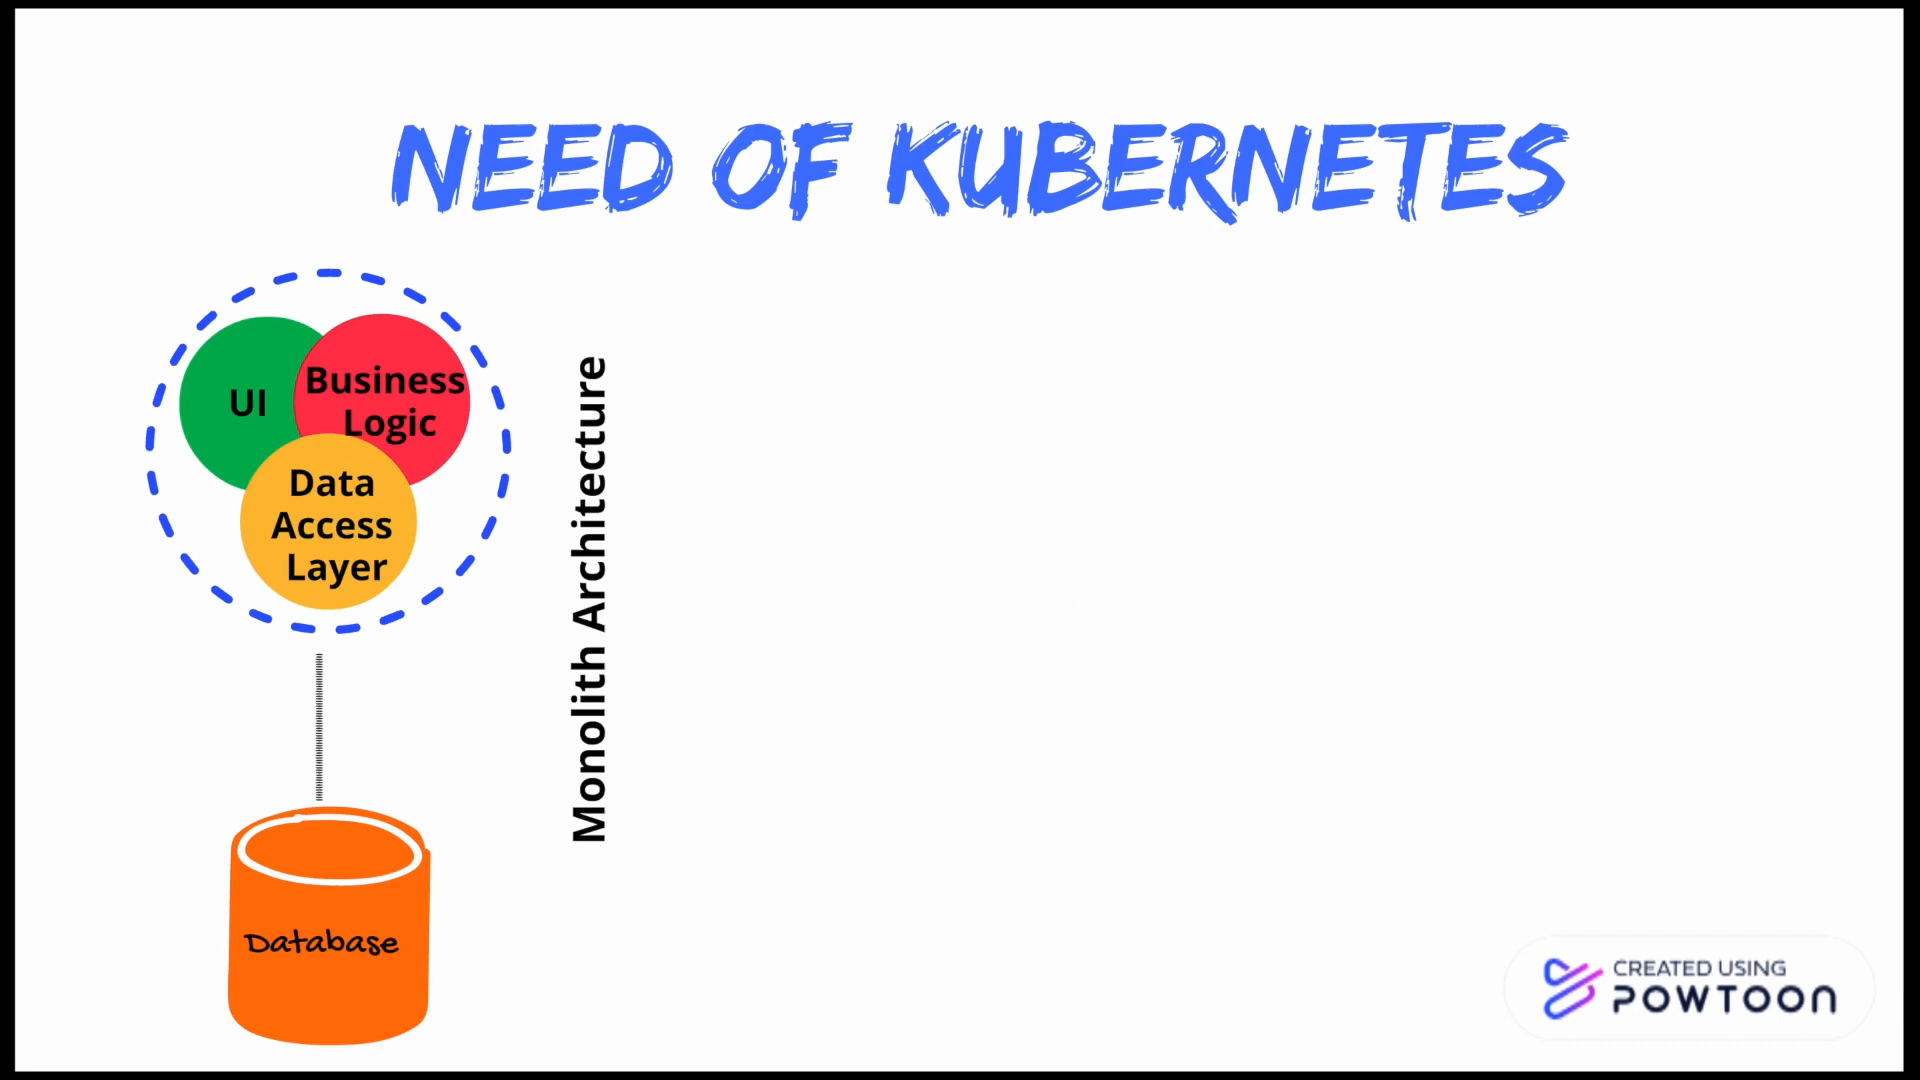 NEED OF KUBERNETES
UI
Business
Logic
Data
Access
Layer
Monolith Architecture
Database
CREATED USING
POWTOON